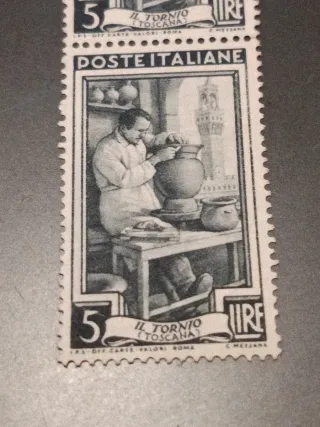 5 IL TORNIO LIRE
(TOSCANA)
I.P.S-OFF. CARTE-VALORI-ROMA C. MEZZANA
POSTE ITALIANE
5 IL TORNIO LIRE
(TOSCANA)
I.P.S-OFF. CARTE-VALORI ROMA C. MEZZANA